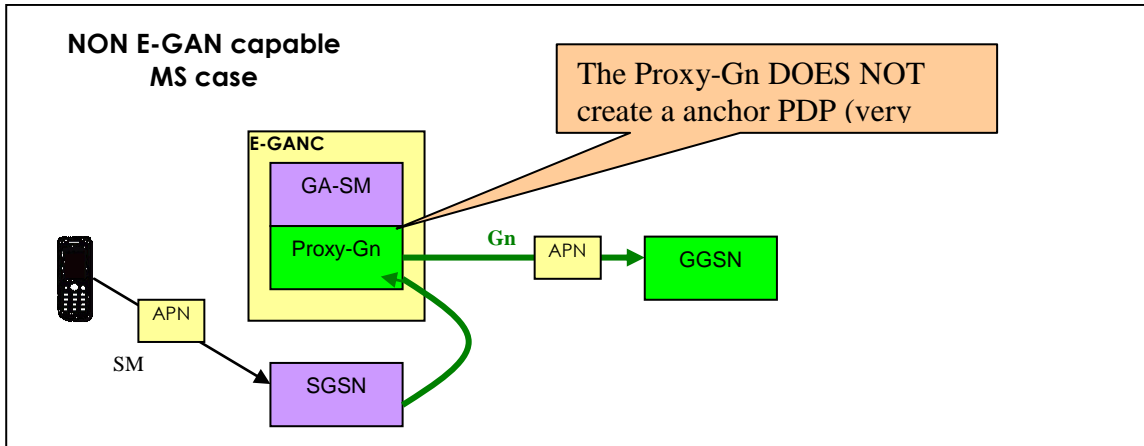 NON E-GAN capable
MS case
The Proxy-Gn DOES NOT
create a anchor PDP (very
E-GANC
GA-SM
Proxy-Gn
Gn
APN
GGSN
APN
SM
SGSN